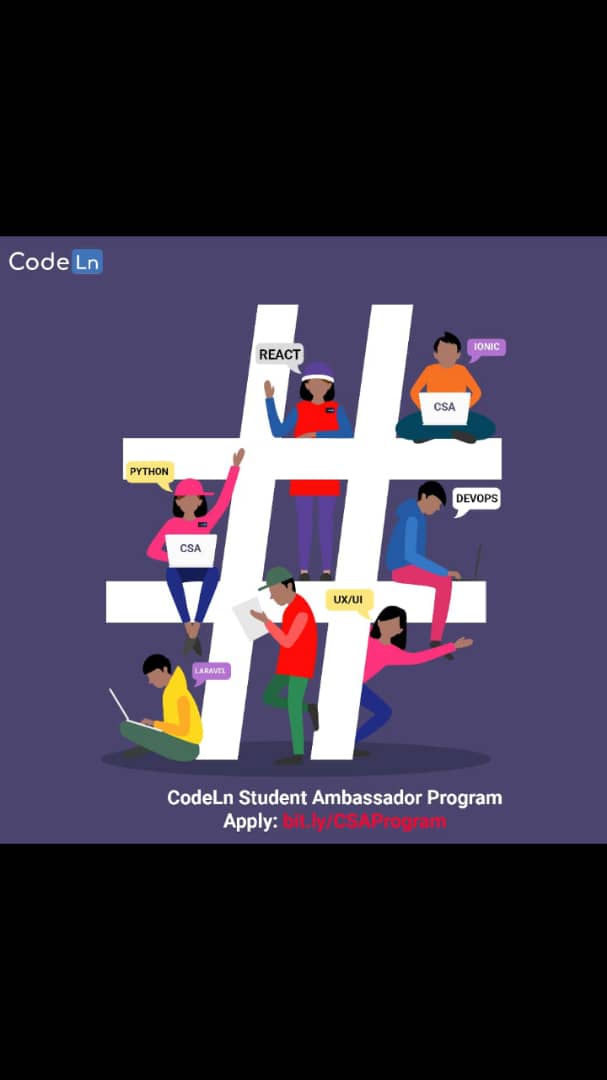 CodeLn
REACT
IONIC
CSA
PYTHON
DEVOPS
CSA
UX/UI
LARAVEL
CodeLn Student Ambassador Program
Apply: bit.ly/CSAProgram